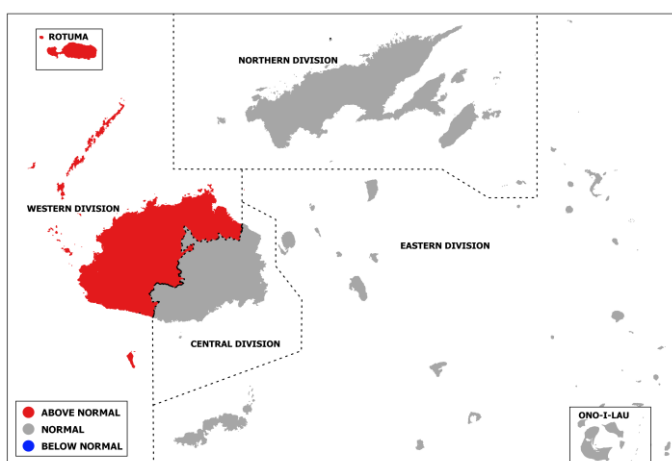 ROTUMA
NORTHERN DIVISION
WESTERN DIVISION
EASTERN DIVISION
CENTRAL DIVISION
ABOVE NORMAL
NORMAL
BELOW NORMAL
ONO-I-LAU